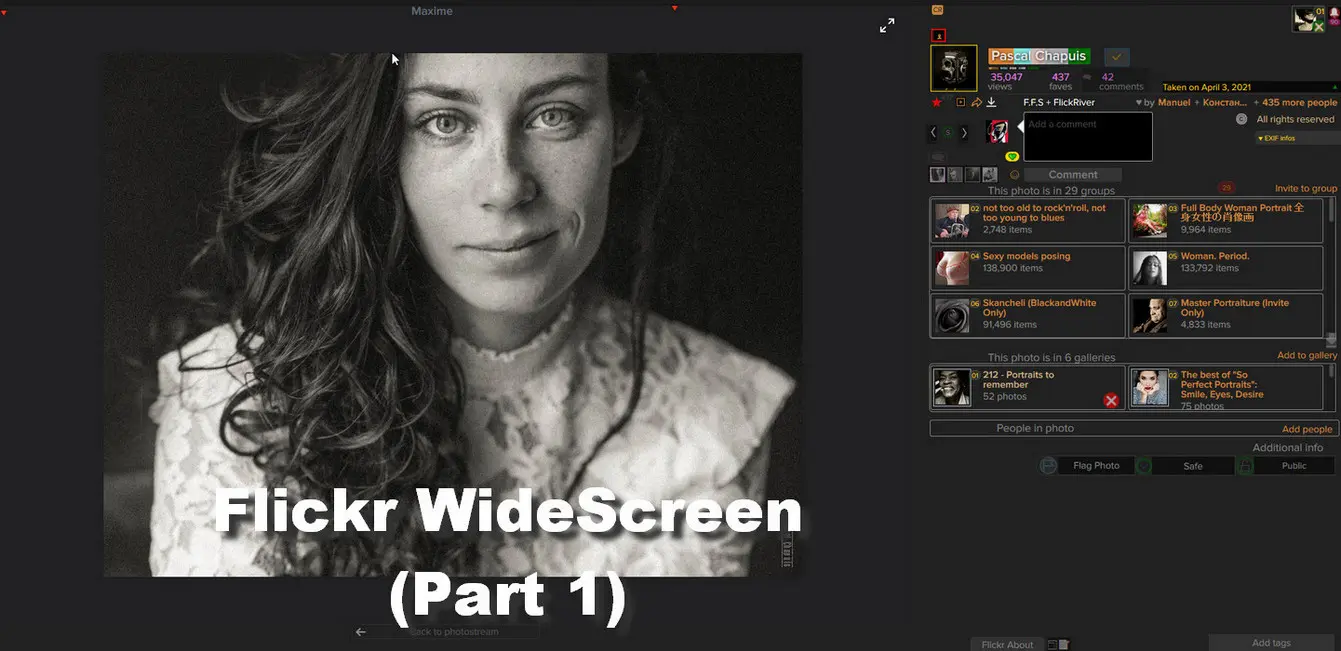 Maxime
CR
01
Pascal Chapuis
35,047
437
42
views
faves
comments
Taken on April 3, 2021
F.F.S + FlickRiver
by Manuel + Констан... + 435 more people
All rights reserved
EXIF infos
Add a comment
S
Comment
This photo is in 29 groups
29
Invite to group
02 not too old to rock'n'roll, not
too young to blues
2,748 items
03 Full Body Woman Portrait 全
身女性の肖像画
9,964 items
04 Sexy models posing
138,900 items
05 Woman. Period.
133,792 items
06 Skancheli (BlackandWhite
Only)
91,496 items
07 Master Portraiture (Invite
Only)
4,833 items
This photo is in 6 galleries
Add to gallery
01 212 - Portraits to
remember
52 photos
02 The best of "So
Perfect Portraits":
Smile, Eyes, Desire
75 photos
People in photo
Add people
Additional info
Flag Photo
Safe
Public
Flickr WideScreen
(Part 1)
Back to photostream
Flickr About
Add tags